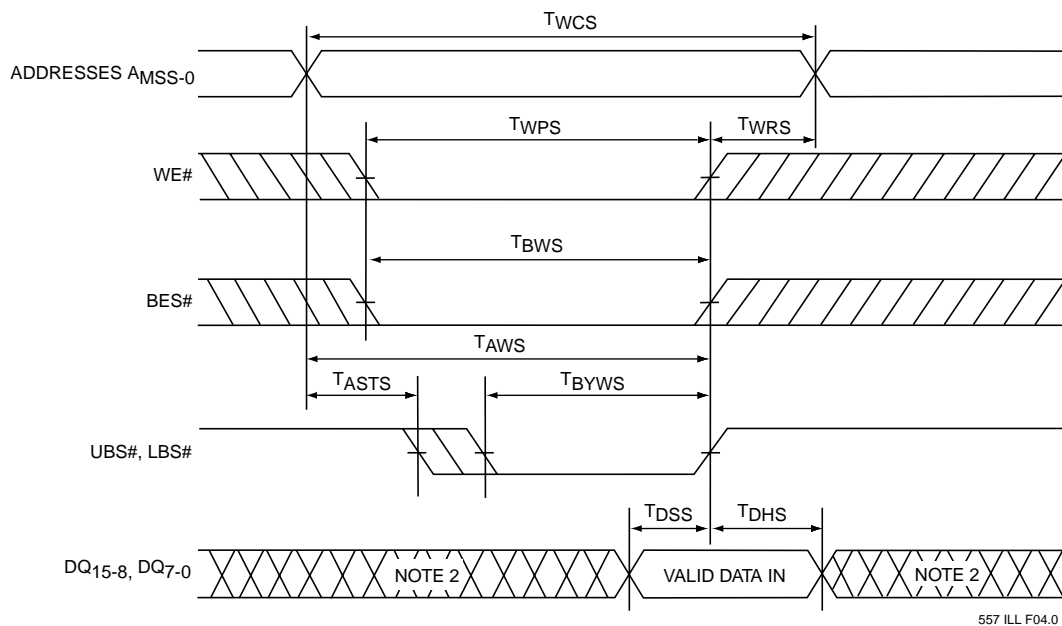 TWCS
ADDRESSES AMSS-0
TWPS
TWRS
WE#
TBWS
BES#
TAWS
TASTS
TBYWS
UBS#, LBS#
TDSS
TDHS
DQ15-8, DQ7-0
NOTE 2
VALID DATA IN
NOTE 2
557 ILL F04.0